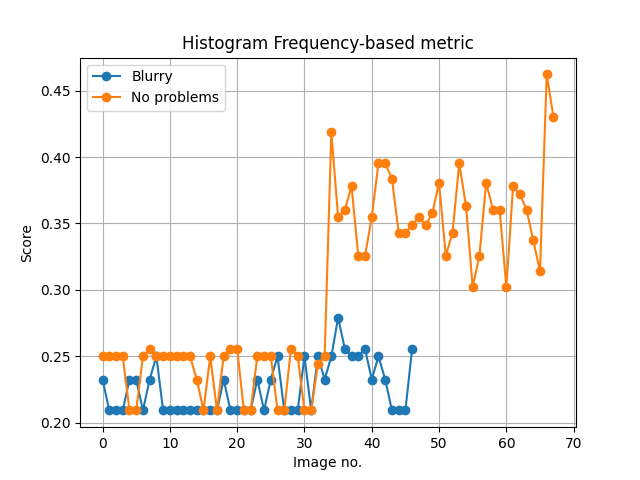 Histogram Frequency-based metric
Blurry
No problems
0.45
0.40
0.35
0.30
0.25
0.20
Score
0 10 20 30 40 50 60 70
Image no.